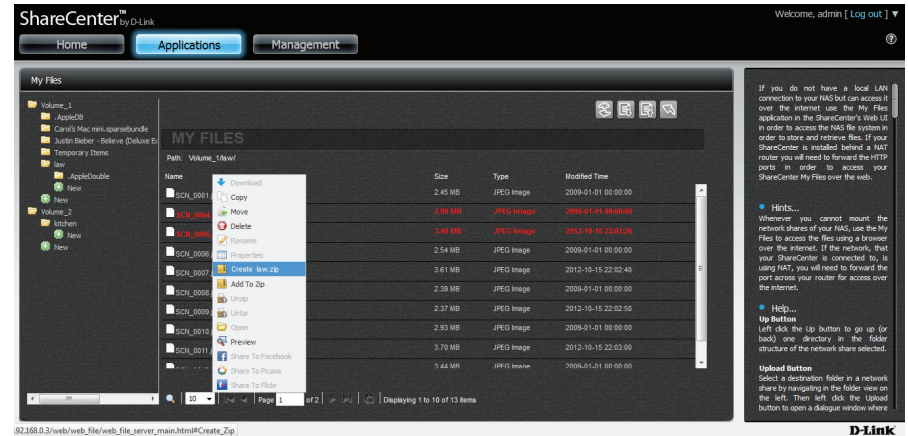 ShareCenter™ by D-Link
Welcome, admin [ Log out ] ▼
Home
Applications
Management
My Files
Volume_1
.AppleDB
Carol's Mac mini.sparsebundle
Justin Bieber - Believe (Deluxe E
Temporary Items
law
.AppleDouble
New
New
Volume_2
kitchen
New
New
MY FILES
Path: Volume_1/law/
Name Size Type Modified Time
SCN_0001. 2.45 MB JPEG Image 2009-01-01 00:00:00
SCN_0004. 2.99 MB JPEG Image 2009-01-01 00:00:00
SCN_0005. 3.40 MB JPEG Image 2012-10-15 22:02:26
SCN_0006. 2.54 MB JPEG Image 2009-01-01 00:00:00
SCN_0007. 3.61 MB JPEG Image 2012-10-15 22:02:40
SCN_0008. 2.39 MB JPEG Image 2009-01-01 00:00:00
SCN_0009. 2.37 MB JPEG Image 2012-10-15 22:02:50
SCN_0010. 2.93 MB JPEG Image 2009-01-01 00:00:00
SCN_0011. 3.70 MB JPEG Image 2012-10-15 22:03:00
3.44 MB JPEG Image 2009-01-01 00:00:00
Download
Copy
Move
Delete
Rename
Properties
Create law.zip
Add To Zip
Unzip
Untar
Open
Preview
Share To Facebook
Share To Picasa
Share To Flickr
10 Page 1 of 2 Displaying 1 to 10 of 13 items
If you do not have a local LAN
connection to your NAS but can access it
over the internet use the My Files
application in the ShareCenter's Web UI
in order to access the NAS file system in
order to store and retrieve files. If your
ShareCenter is installed behind a NAT
router you will need to forward the HTTP
ports in order to access your
ShareCenter My Files over the web.
Hints...
Whenever you cannot mount the
network shares of your NAS, use the My
Files to access the files using a browser
over the internet. If the network, that
your ShareCenter is connected to, is
using NAT, you will need to forward the
port across your router for access over
the internet.
Help...
Up Button
Left click the Up button to go up (or
back) one directory in the folder
structure of the network share selected.
Upload Button
Select a destination folder in a network
share by navigating in the folder view on
the left. Then left click the Upload
button to open a dialogue window where
92.168.0.3/web/web_file/web_file_server_main.html#Create_Zip
D-Link